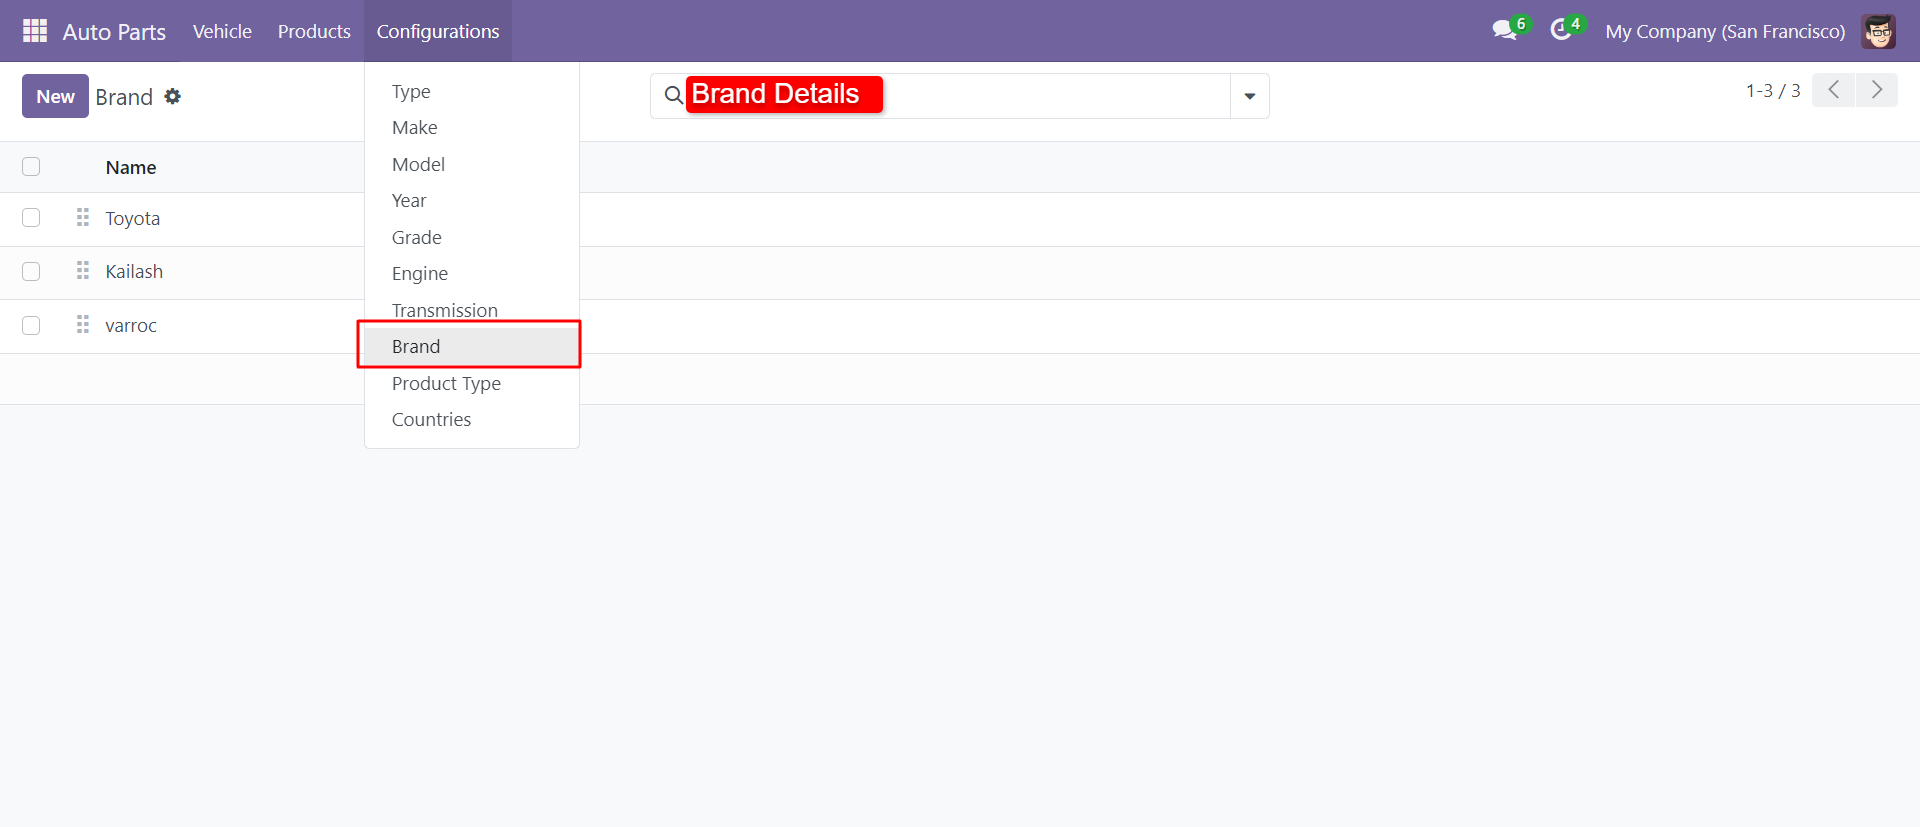 Auto Parts Vehicle Products Configurations 6 4 My Company (San Francisco)
New Brand Brand Details 1-3 / 3
Type
Make
Model
Year
Grade
Engine
Transmission
Brand
Product Type
Countries
Name
Toyota
Kailash
varroc